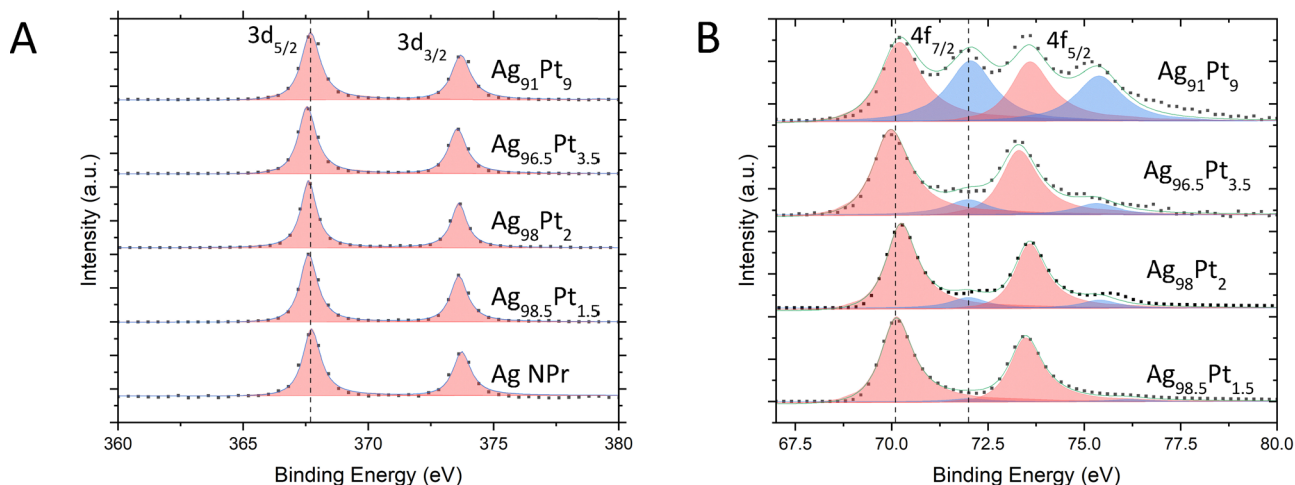 A
3d5/2
3d3/2
Ag91Pt9
Ag96.5Pt3.5
Ag98Pt2
Ag98.5Pt1.5
Ag NPr
Intensity (a.u.)
360 365 370 375 380
Binding Energy (eV)
B
4f7/2
4f5/2
Ag91Pt9
Ag96.5Pt3.5
Ag98Pt2
Ag98.5Pt1.5
Intensity (a.u.)
67.5 70.0 72.5 75.0 77.5 80.0
Binding Energy (eV)